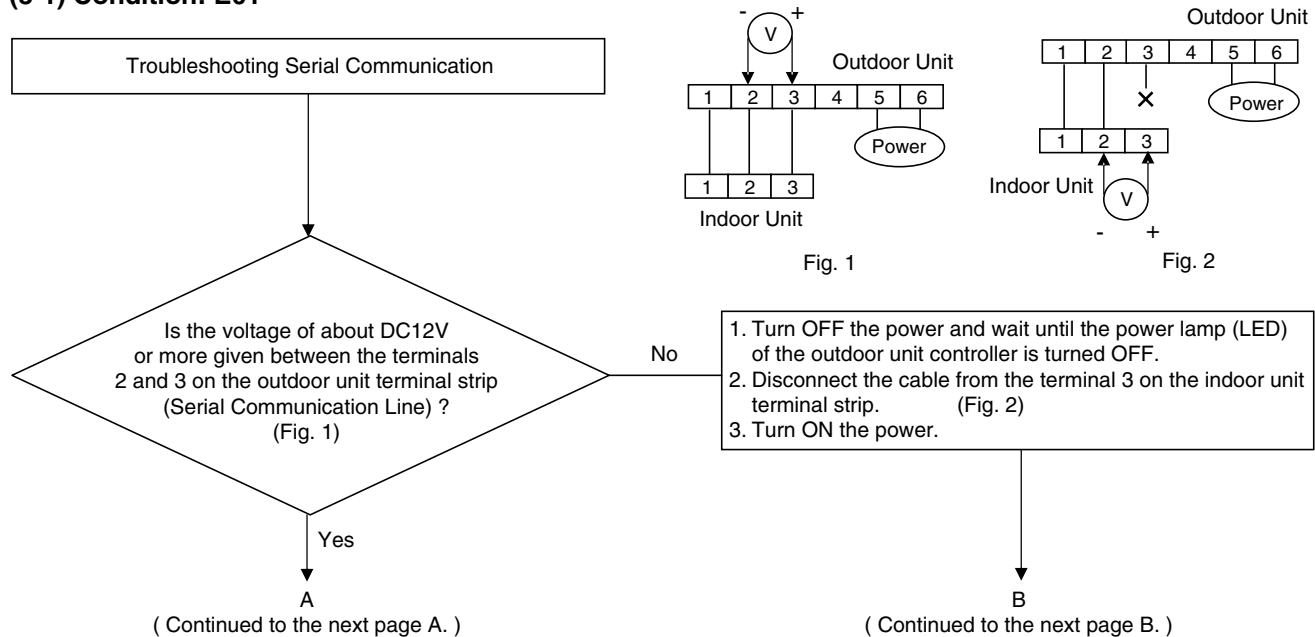 Troubleshooting Serial Communication
- +
V
Outdoor Unit
1 2 3 4 5 6
Power
1 2 3
Indoor Unit
Fig. 1
Outdoor Unit
1 2 3 4 5 6
×
Power
1 2 3
Indoor Unit
V
- +
Fig. 2
Is the voltage of about DC12V
or more given between the terminals
2 and 3 on the outdoor unit terminal strip
(Serial Communication Line) ?
(Fig. 1)
No
1. Turn OFF the power and wait until the power lamp (LED)
of the outdoor unit controller is turned OFF.
2. Disconnect the cable from the terminal 3 on the indoor unit
terminal strip. (Fig. 2)
3. Turn ON the power.
Yes
A
( Continued to the next page A. )
B
( Continued to the next page B. )